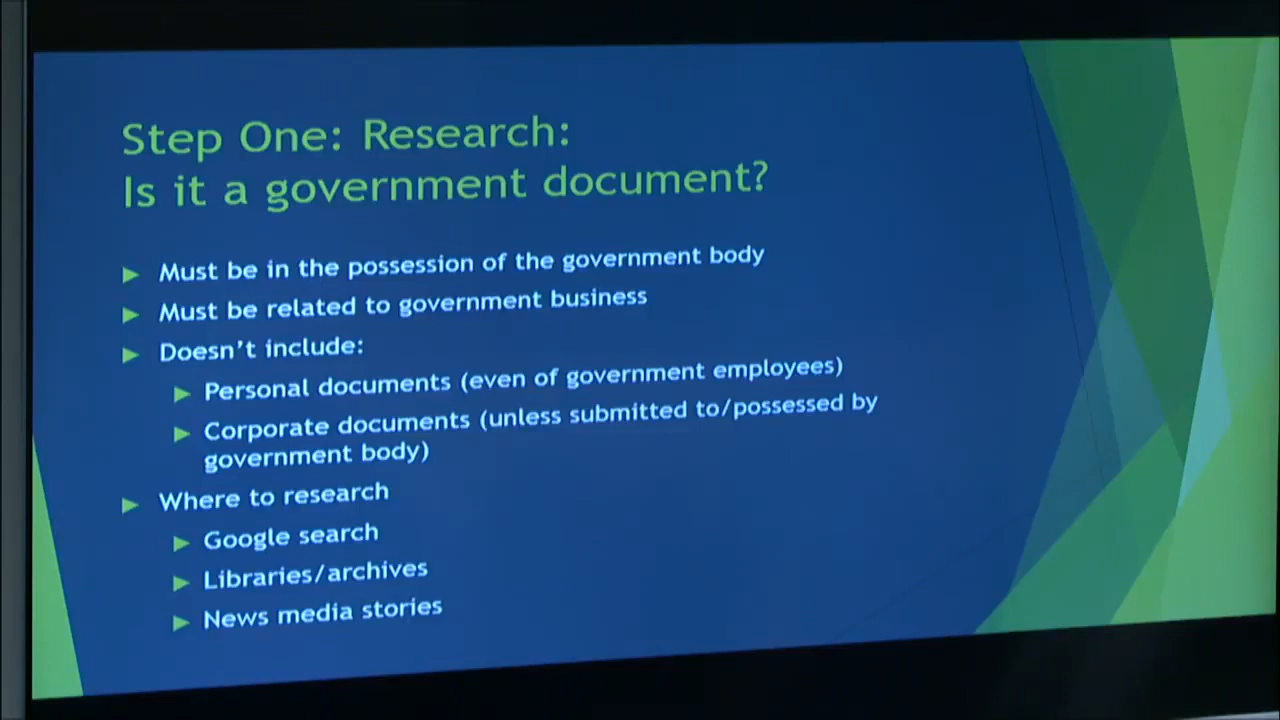 Step One: Research:
Is it a government document?
Must be in the possession of the government body
Must be related to government business
Doesn't include:
Personal documents (even of government employees)
Corporate documents (unless submitted to/possessed by
government body)
Where to research
Google search
Libraries/archives
News media stories